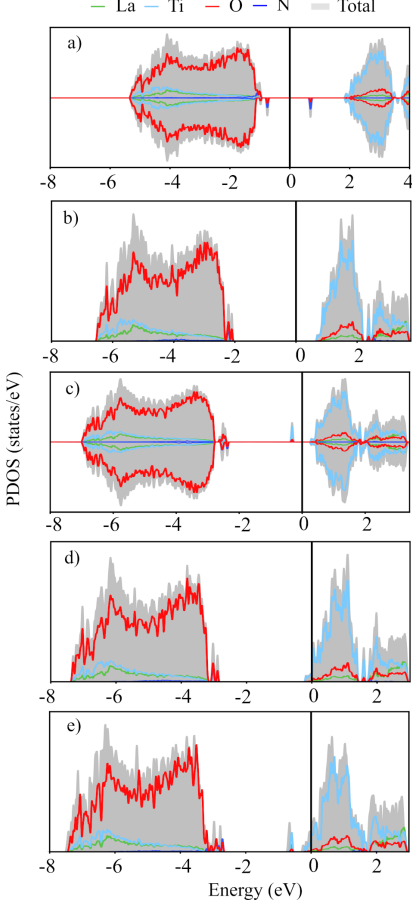 La Ti O N Total
a)
-8 -6 -4 -2 0 2 4
b)
-8 -6 -4 -2 0 2
c)
-8 -6 -4 -2 0 2
d)
-8 -6 -4 -2 0 2
e)
-8 -6 -4 -2 0 2
PDOS (states/eV)
Energy (eV)